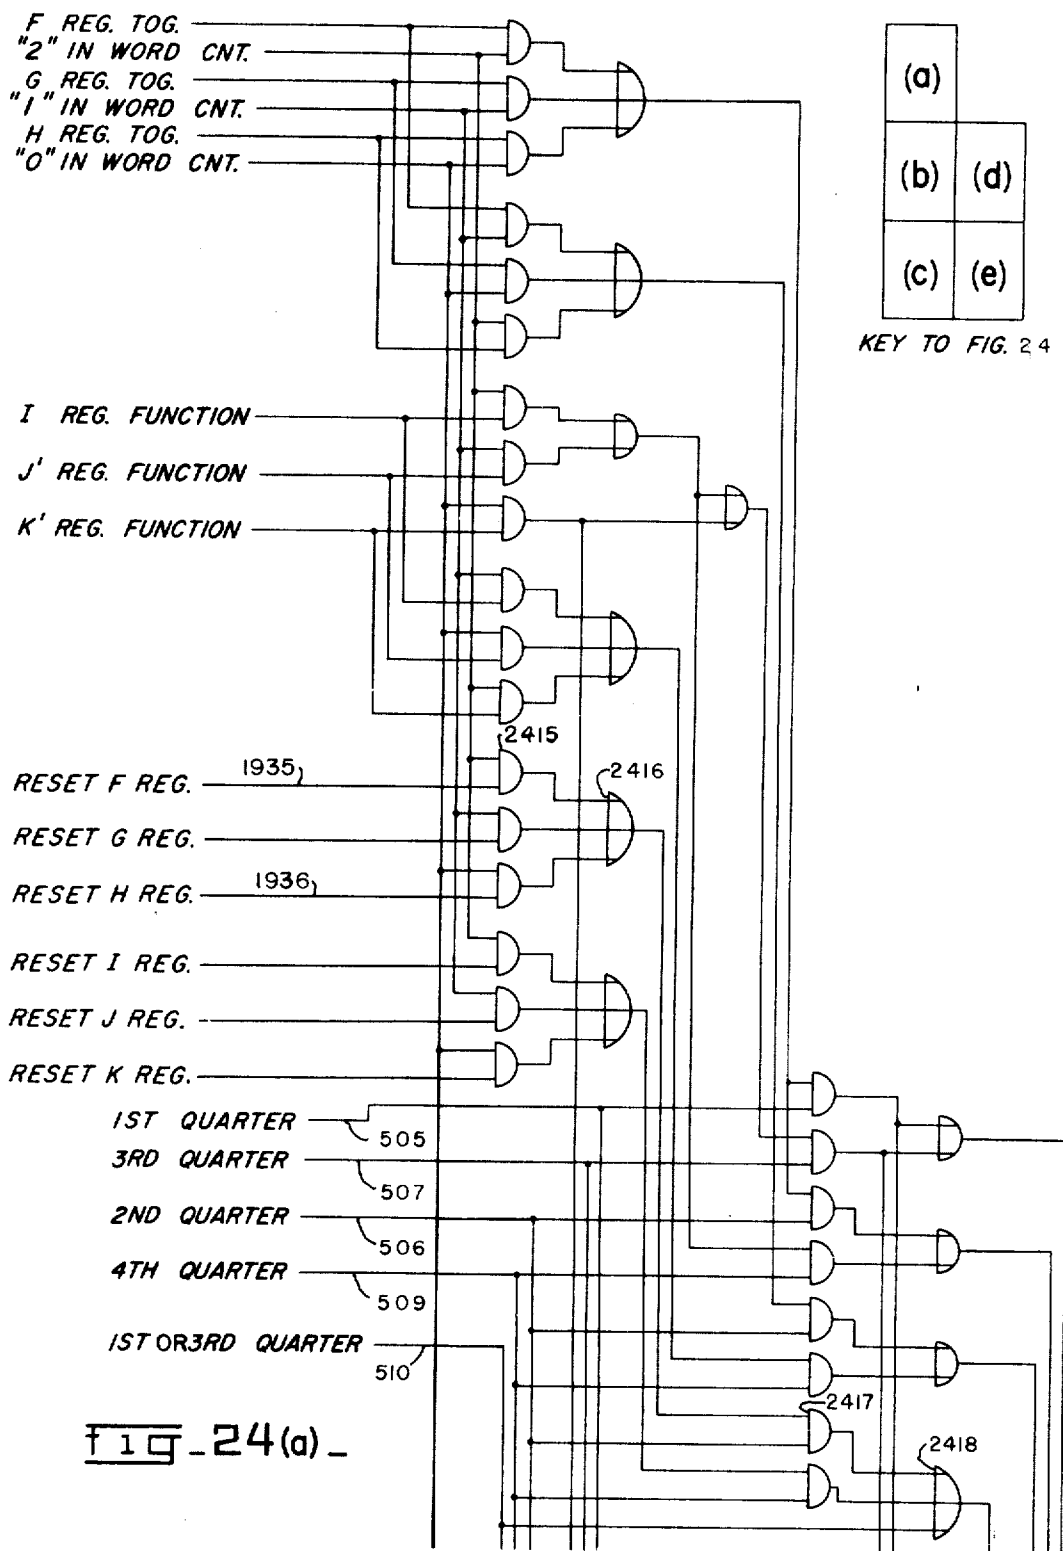 F REG. TOG.
"2" IN WORD CNT.
G REG. TOG.
"1" IN WORD CNT.
H REG. TOG.
"O" IN WORD CNT.
(a)
(b) (d)
(c) (e)
KEY TO FIG. 24
I REG. FUNCTION
J' REG. FUNCTION
K' REG. FUNCTION
2415
1935
2416
RESET F REG.
RESET G REG.
1936
RESET H REG.
RESET I REG.
RESET J REG.
RESET K REG.
1ST QUARTER
505
3RD QUARTER
507
2ND QUARTER
506
4TH QUARTER
509
1ST OR 3RD QUARTER
510
2417
2418
fig-24(a)-